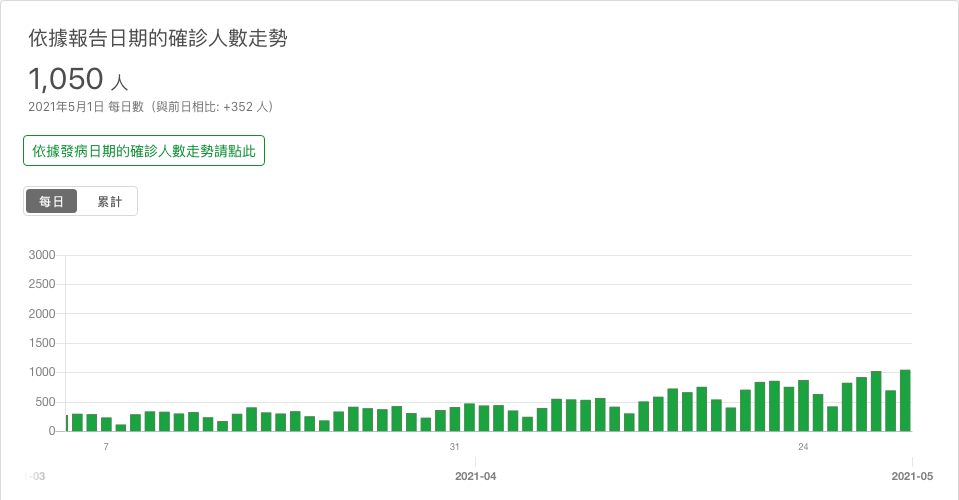 依據報告日期的確診人數走勢
1,050 人
2021年5月1日 每日數（與前日相比: +352 人）
依據發病日期的確診人數走勢請點此
每日 累計
3000
2500
2000
1500
1000
500
0
7 31 24
-03 2021-04 2021-05